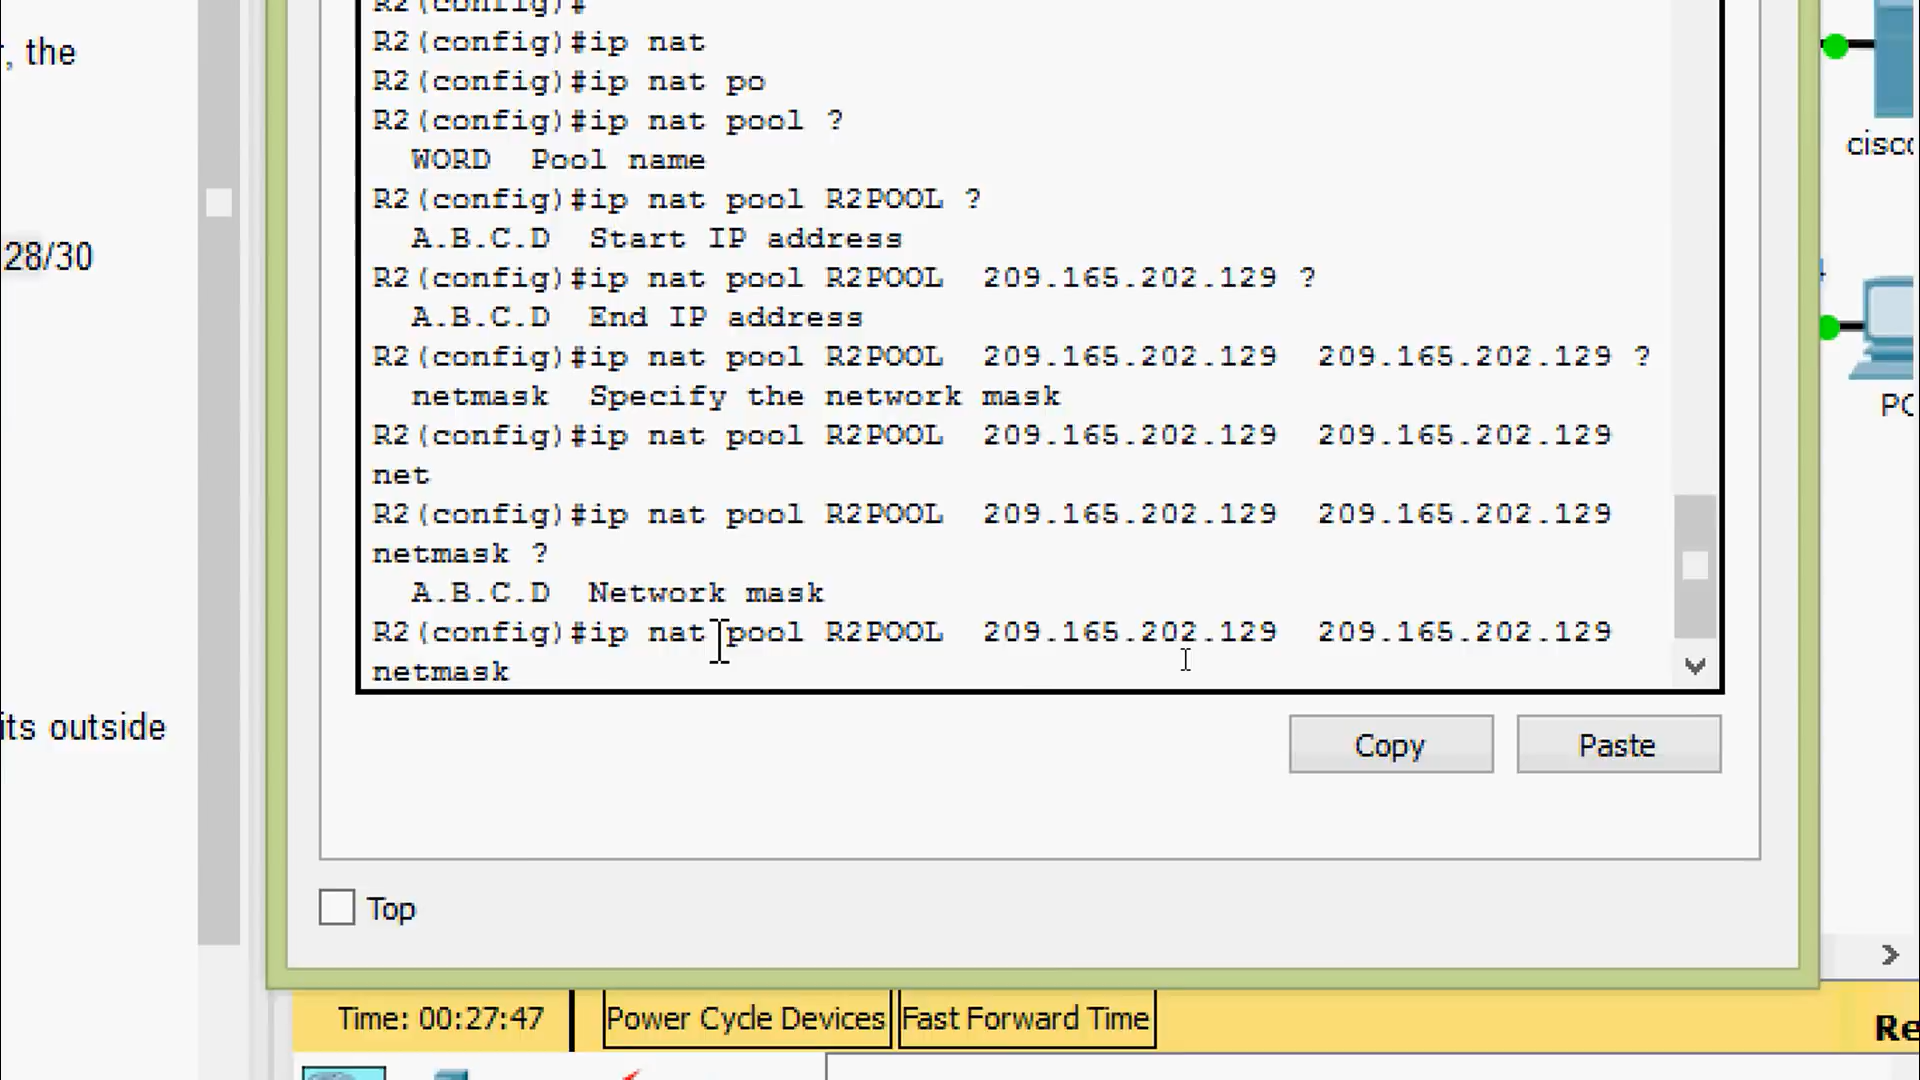 , the
28/30
its outside
R2(config)#
R2(config)#ip nat
R2(config)#ip nat po
R2(config)#ip nat pool ?
WORD  Pool name
R2(config)#ip nat pool R2POOL ?
A.B.C.D  Start IP address
R2(config)#ip nat pool R2POOL  209.165.202.129 ?
A.B.C.D  End IP address
R2(config)#ip nat pool R2POOL  209.165.202.129  209.165.202.129 ?
netmask  Specify the network mask
R2(config)#ip nat pool R2POOL  209.165.202.129  209.165.202.129
net
R2(config)#ip nat pool R2POOL  209.165.202.129  209.165.202.129
netmask ?
A.B.C.D  Network mask
R2(config)#ip nat pool R2POOL  209.165.202.129  209.165.202.129
netmask
Copy
Paste
Top
cisco
PC
Time: 00:27:47
Power Cycle Devices
Fast Forward Time
Re